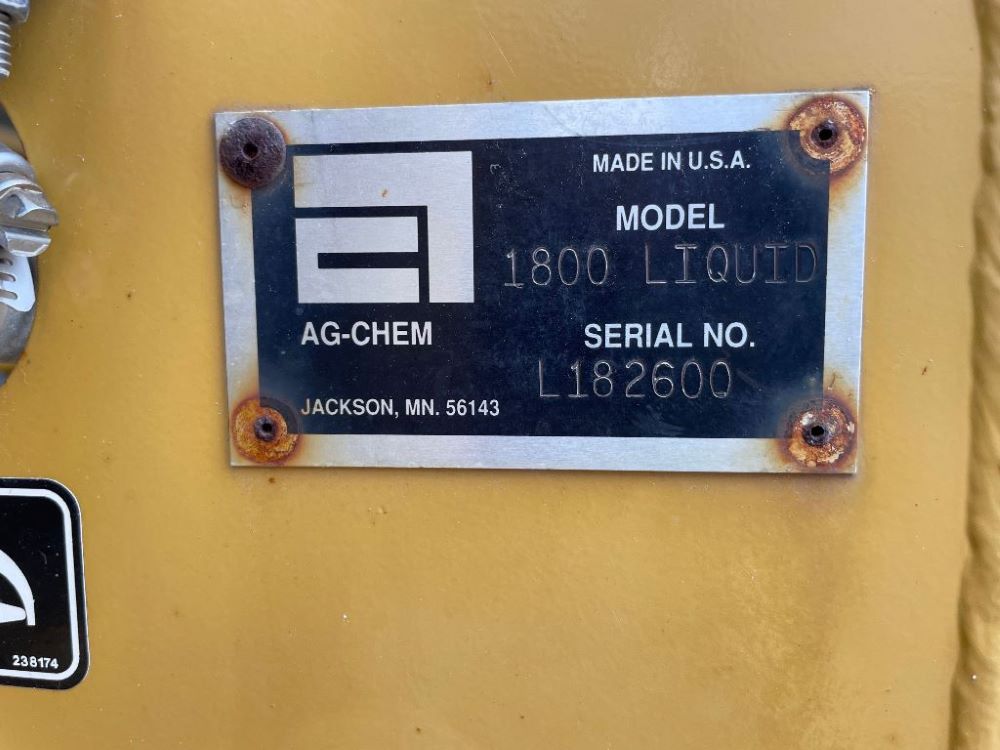 MADE IN U.S.A.
MODEL
1800 LIQUID
AG-CHEM
SERIAL NO.
L182600
JACKSON, MN. 56143
238174